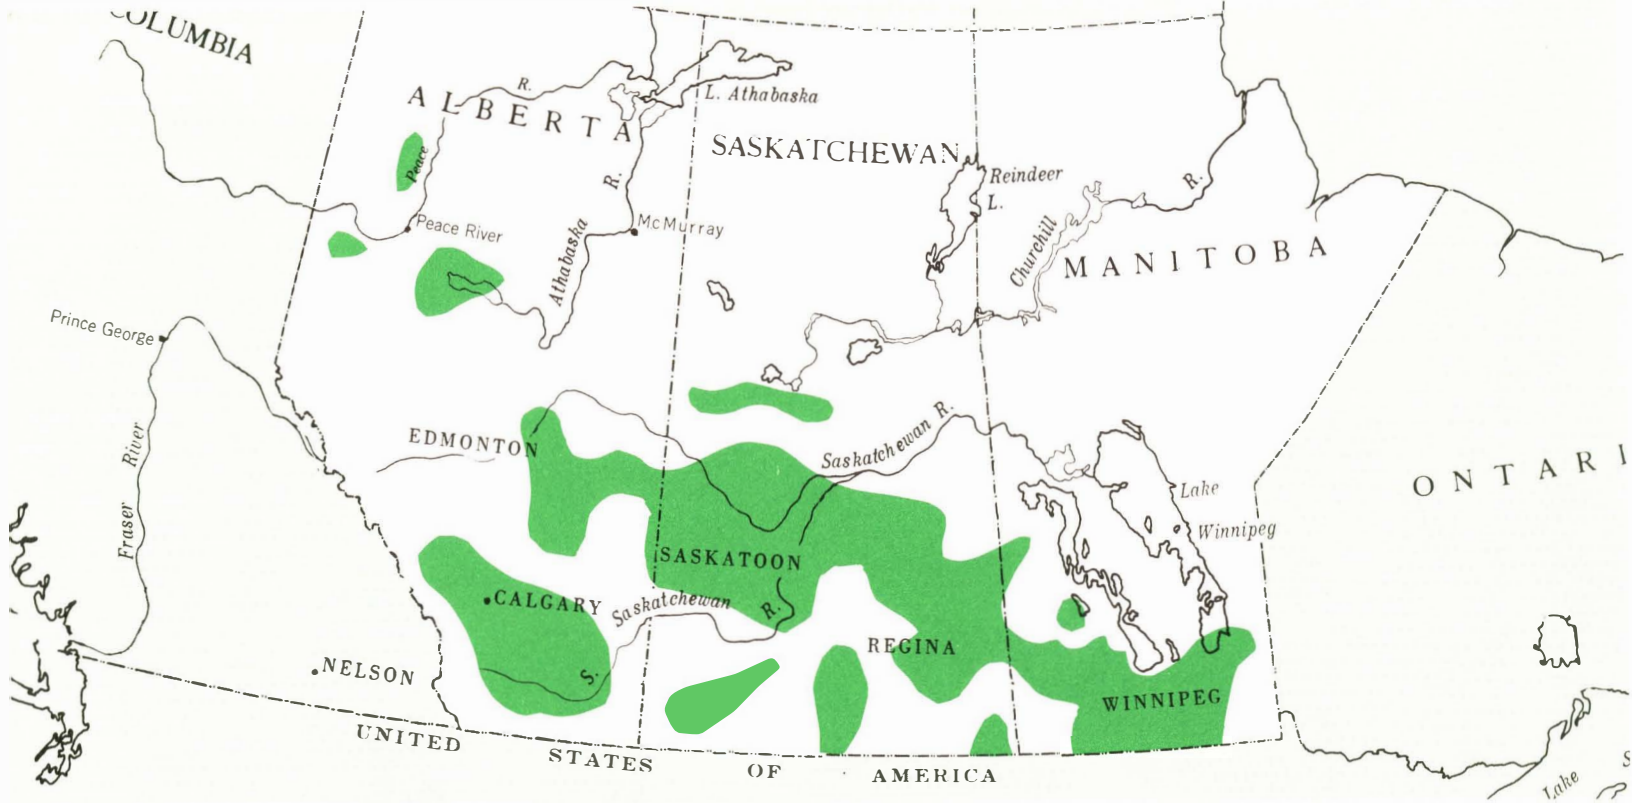 COLUMBIA
R.
L. Athabaska
ALBERTA
SASKATCHEWAN
Peace
R.
Reindeer
L.
R.
Peace River
McMurray
Athabaska
Churchill
MANITOBA
Prince George
Fraser River
EDMONTON
Saskatchewan R.
ONTARI
Lake
Winnipeg
SASKATOON
CALGARY
Saskatchewan
R.
REGINA
NELSON
S.
WINNIPEG
UNITED STATES OF AMERICA
Lake
S